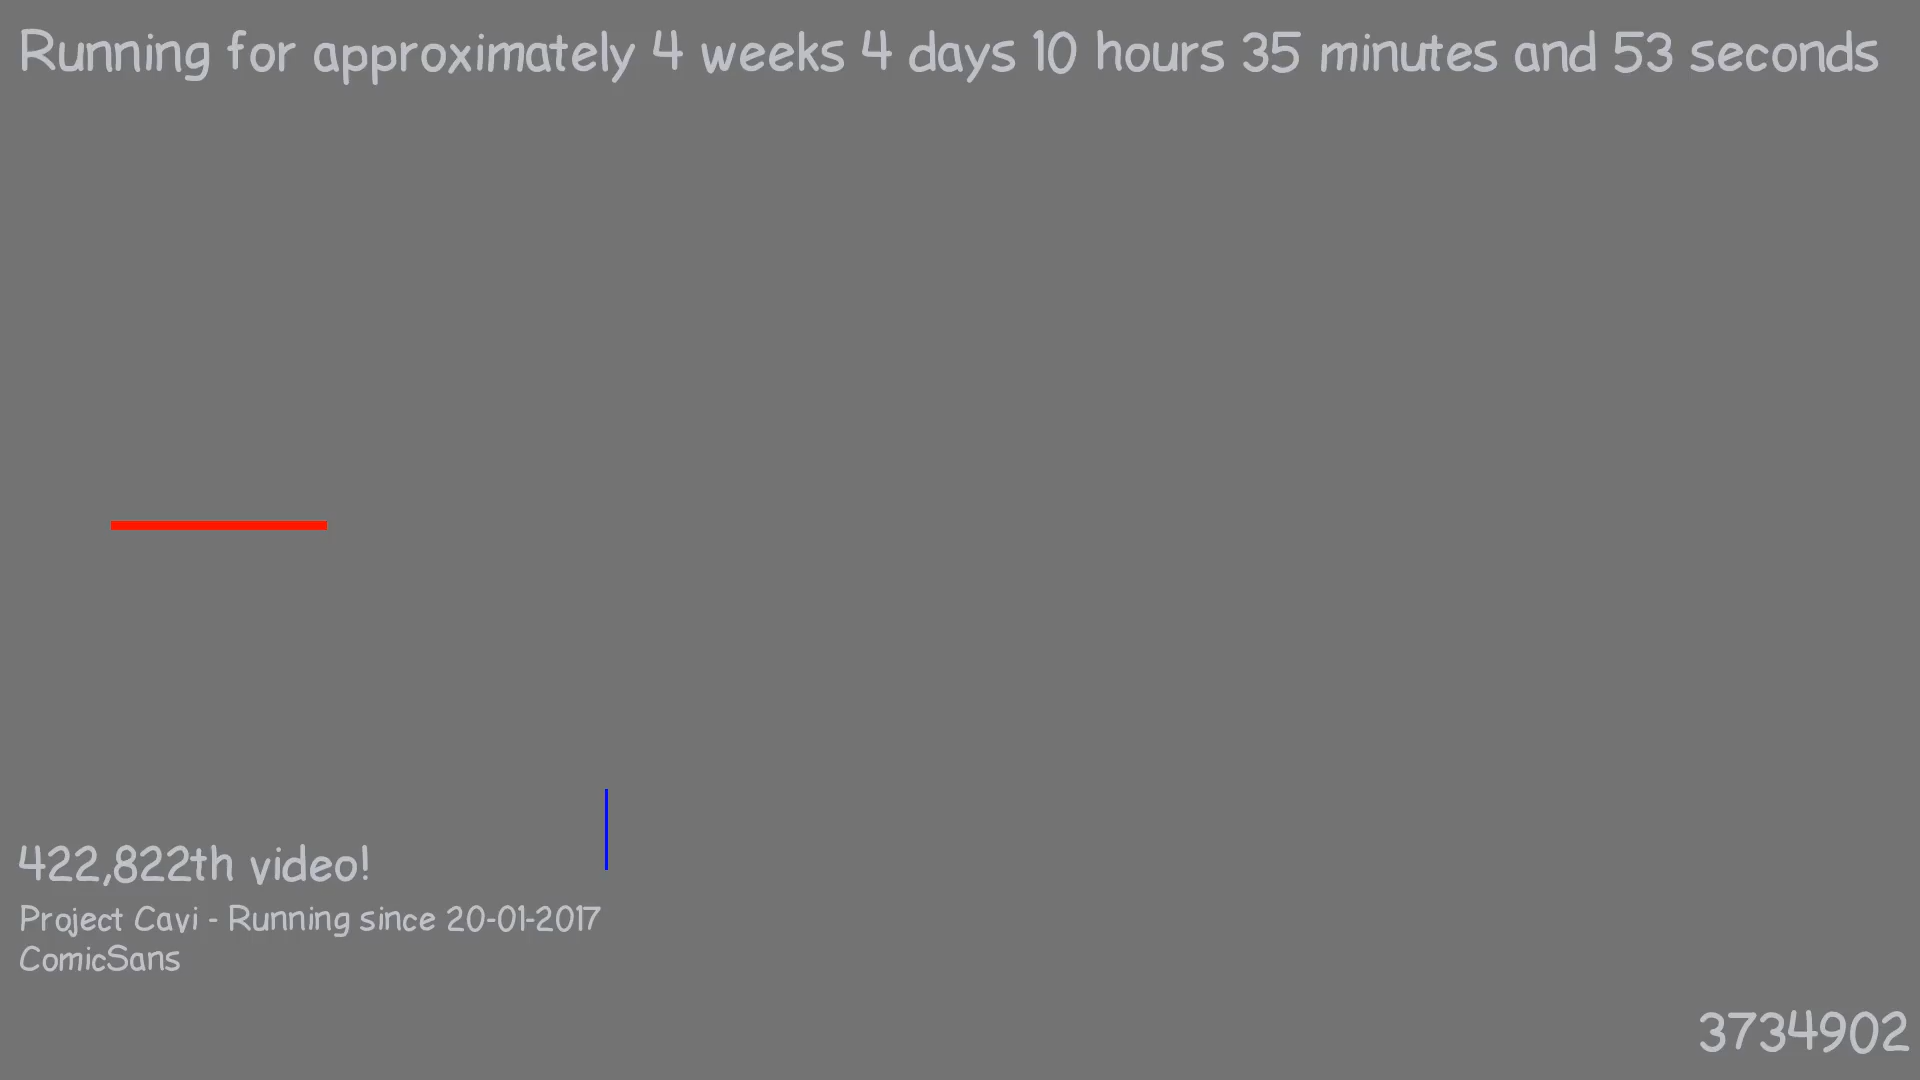 Running for approximately 4 weeks 4 days 10 hours 35 minutes and 53 seconds
422,822th video!
Project Cavi - Running since 20-01-2017
ComicSans
3734902